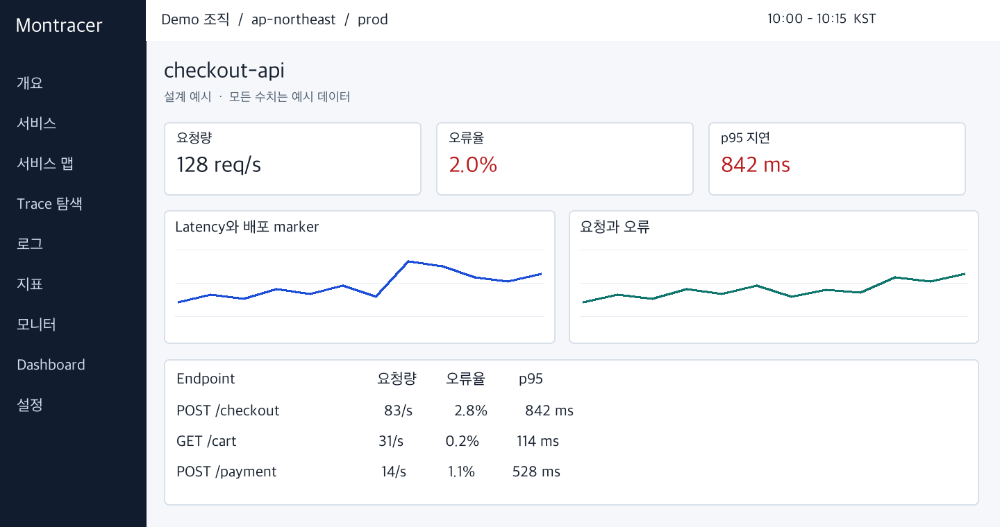 Montracer
Demo 조직 / ap-northeast / prod
10:00 - 10:15 KST
개요
서비스
서비스 맵
Trace 탐색
로그
지표
모니터
Dashboard
설정
checkout-api
설계 예시 · 모든 수치는 예시 데이터
요청량
128 req/s
오류율
2.0%
p95 지연
842 ms
Latency와 배포 marker
요청과 오류
Endpoint 요청량 오류율 p95
POST /checkout 83/s 2.8% 842 ms
GET /cart 31/s 0.2% 114 ms
POST /payment 14/s 1.1% 528 ms